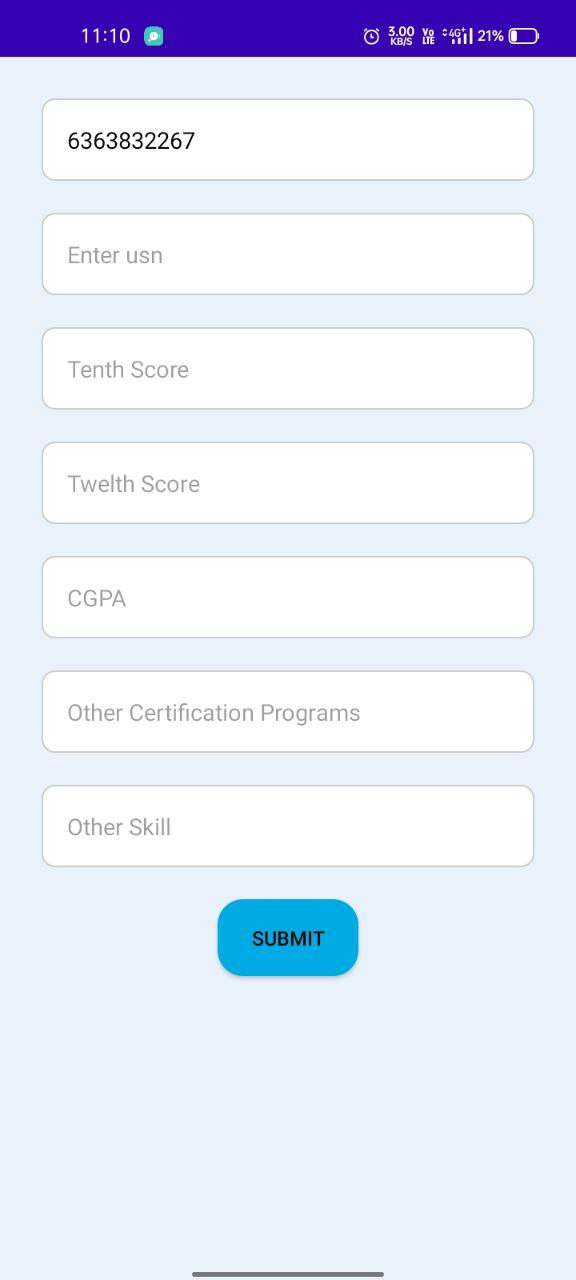 11:10 3.00 KB/S Vo LTE 4G+ 21%
6363832267
Enter usn
Tenth Score
Twelth Score
CGPA
Other Certification Programs
Other Skill
SUBMIT